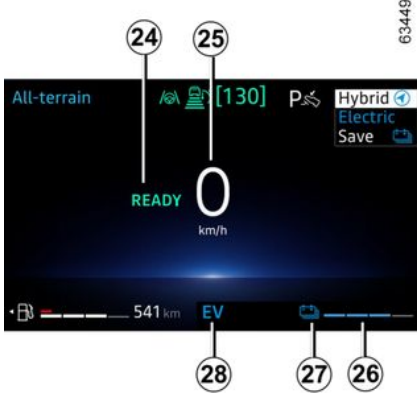 63449
24 25
All-terrain [130] P Hybrid
Electric
Save
READY 0
km/h
541 km EV
28 27 26